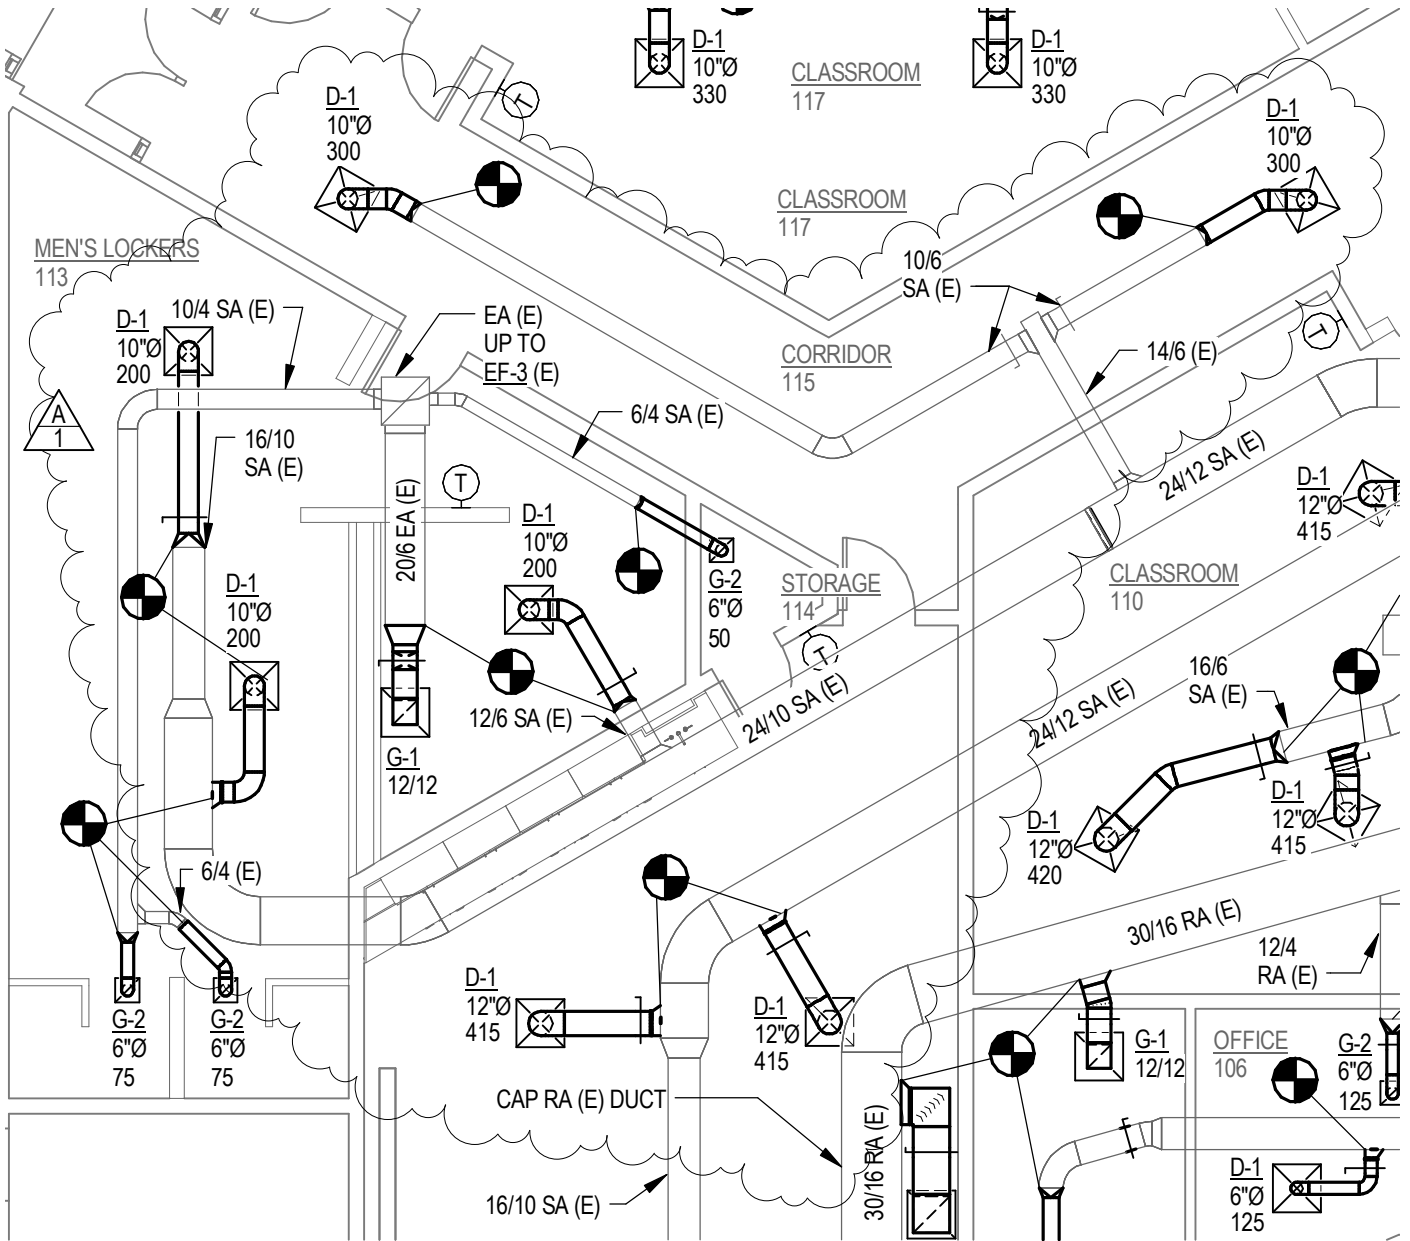 D-1
10"Ø
330
CLASSROOM
117
D-1
10"Ø
330
D-1
10"Ø
300
T
D-1
10"Ø
300
CLASSROOM
117
MEN'S LOCKERS
113
10/6
SA (E)
10/4 SA (E)
D-1
10"Ø
200
EA (E)
UP TO
EF-3 (E)
CORRIDOR
115
14/6 (E)
T
A
1
16/10
SA (E)
6/4 SA (E)
20/6 EA (E)
T
24/12 SA (E)
D-1
12"Ø
415
D-1
10"Ø
200
D-1
10"Ø
200
G-2
6"Ø
50
STORAGE
114
T
CLASSROOM
110
12/6 SA (E)
24/10 SA (E)
24/12 SA (E)
16/6
SA (E)
G-1
12/12
D-1
12"Ø
420
D-1
12"Ø
415
6/4 (E)
30/16 RA (E)
12/4
RA (E)
G-2
6"Ø
75
G-2
6"Ø
75
D-1
12"Ø
415
D-1
12"Ø
415
G-1
12/12
OFFICE
106
G-2
6"Ø
125
CAP RA (E) DUCT
30/16 RA (E)
16/10 SA (E)
D-1
6"Ø
125